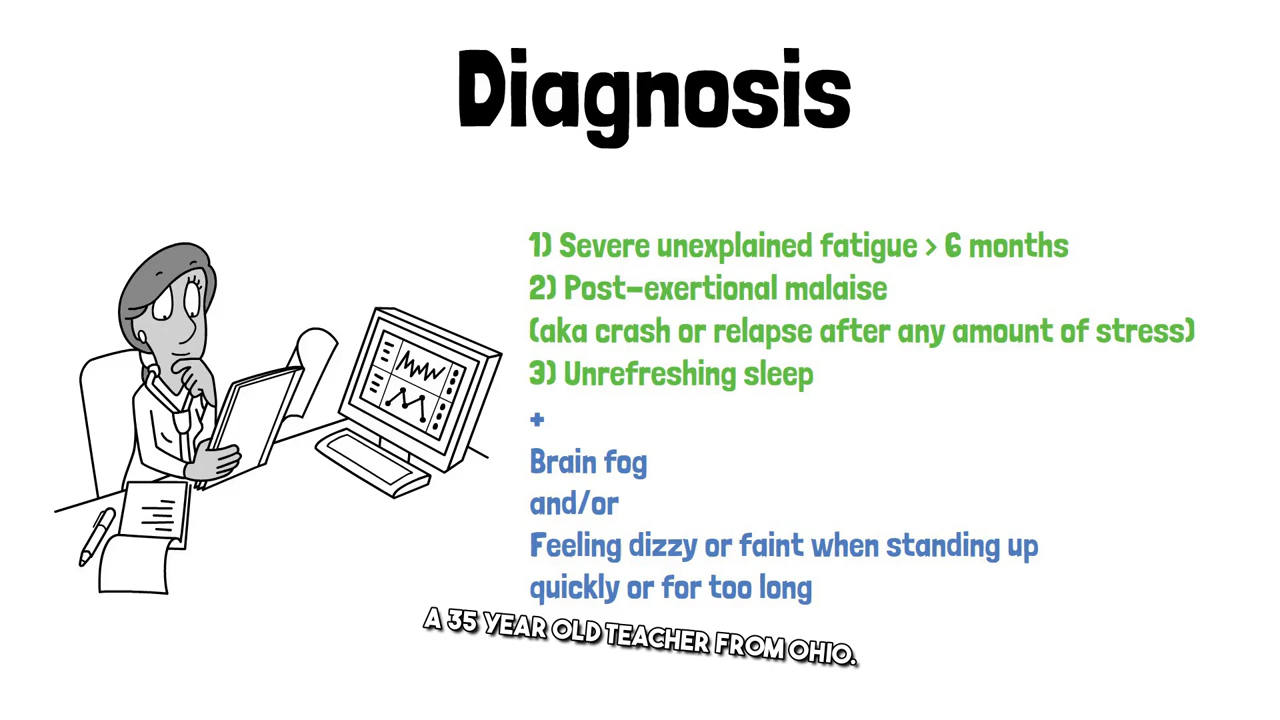 Diagnosis
1) Severe unexplained fatigue > 6 months
2) Post-exertional malaise
(aka crash or relapse after any amount of stress)
3) Unrefreshing sleep
+
Brain fog
and/or
Feeling dizzy or faint when standing up
quickly or for too long
A 35 YEAR OLD TEACHER FROM OHIO.